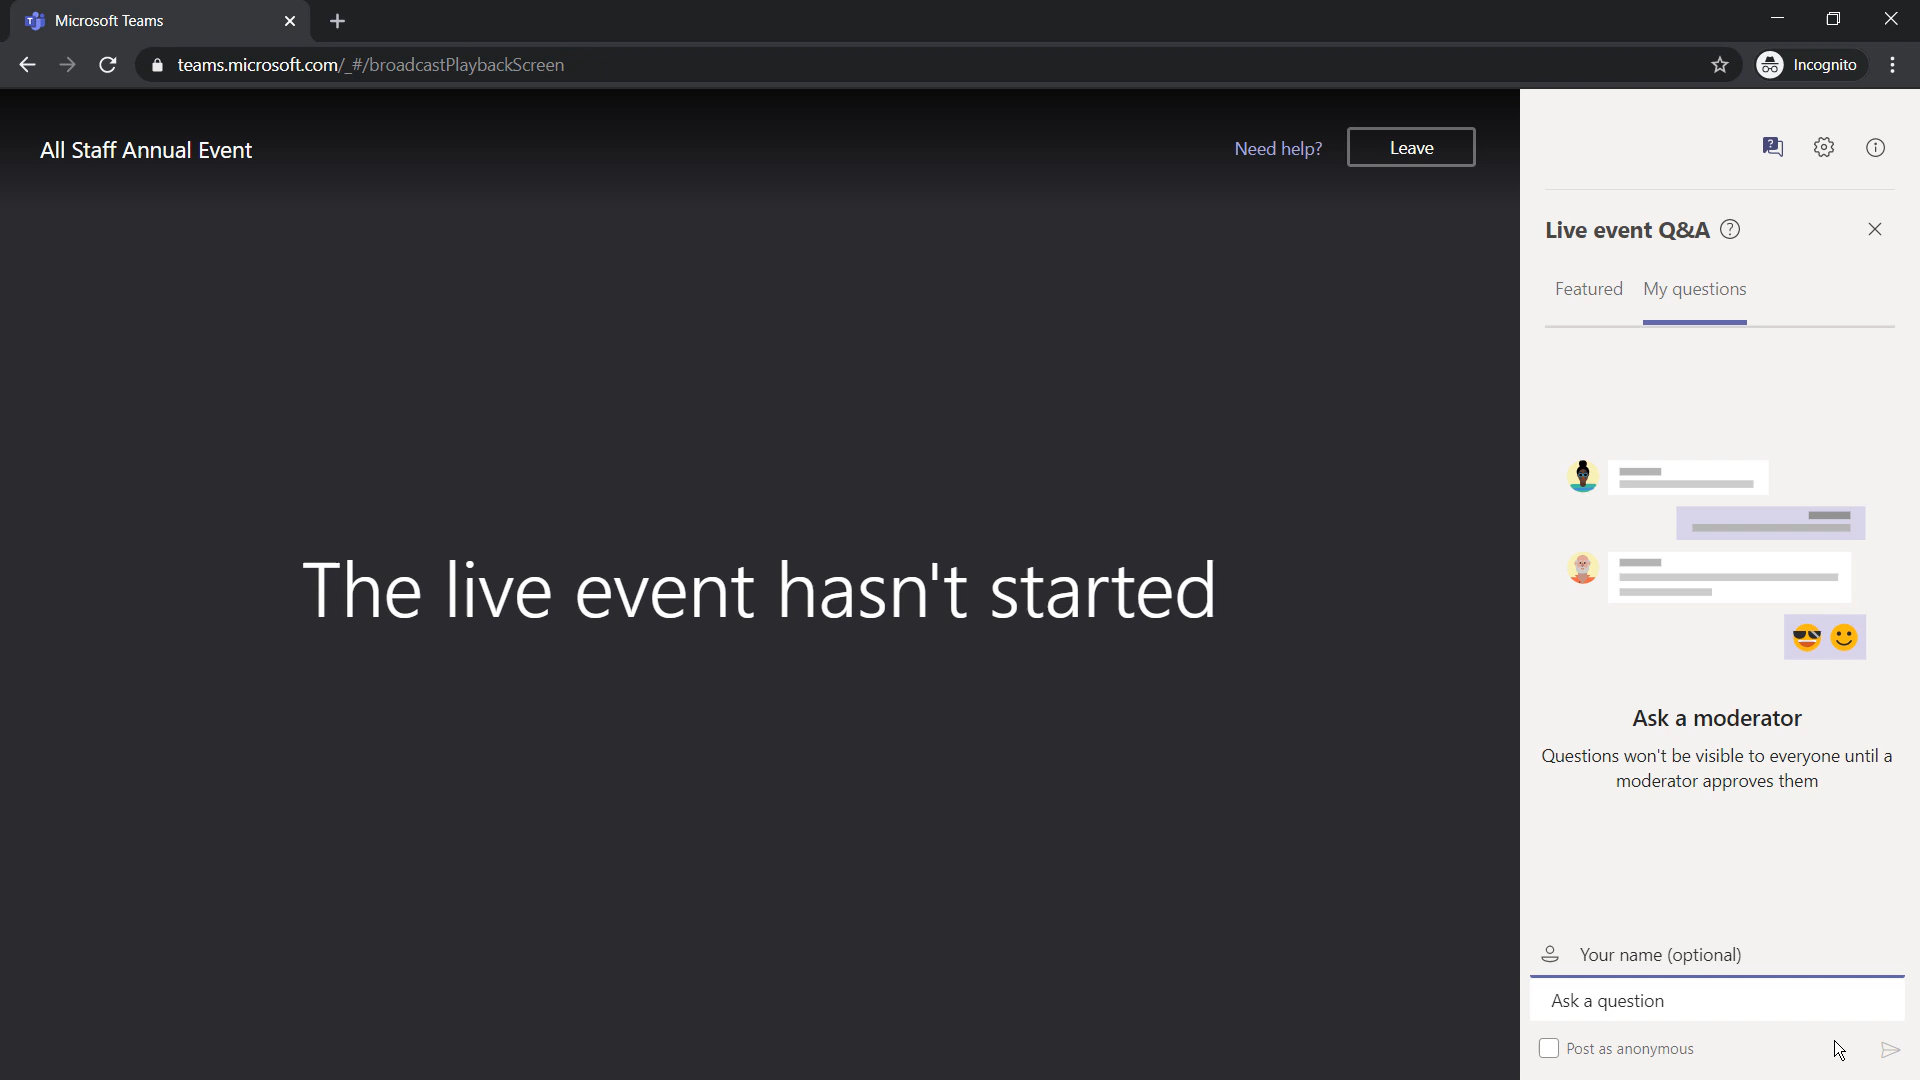 Microsoft Teams
teams.microsoft.com/_#/broadcastPlaybackScreen
Incognito
All Staff Annual Event
Need help?
Leave
The live event hasn't started
Live event Q&A
Featured
My questions
Ask a moderator
Questions won't be visible to everyone until a
moderator approves them
Your name (optional)
Ask a question
Post as anonymous